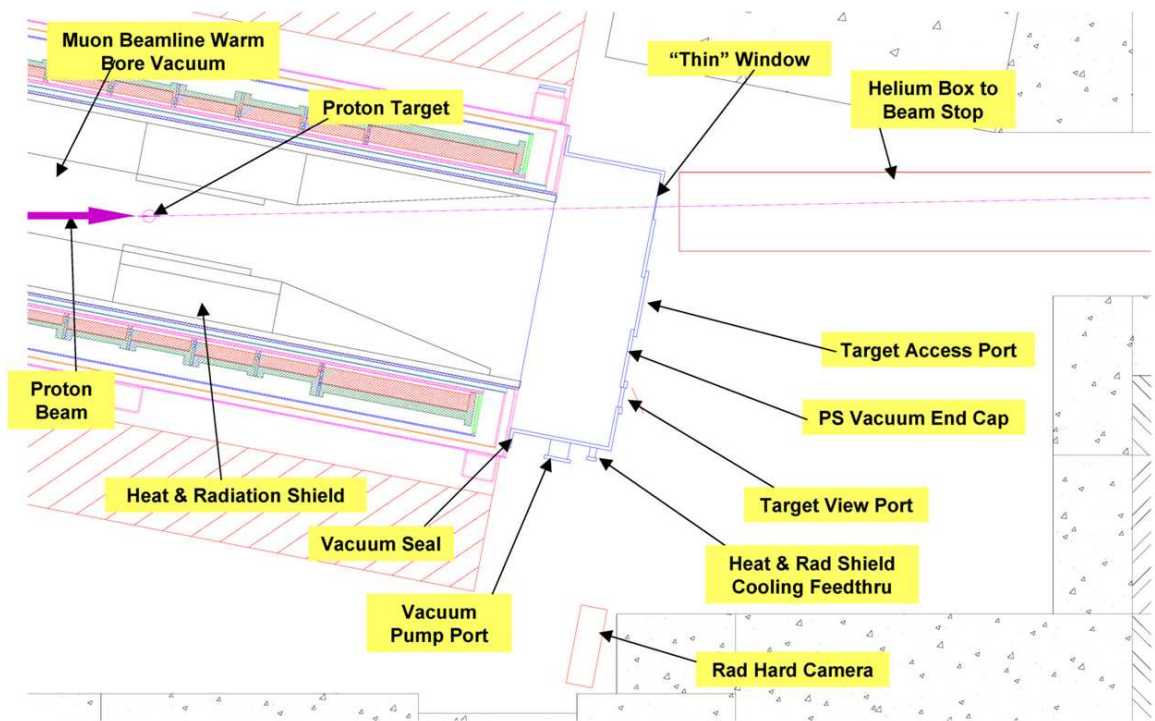 Muon Beamline Warm
Bore Vacuum
Proton Target
“Thin” Window
Helium Box to
Beam Stop
Target Access Port
Proton
Beam
PS Vacuum End Cap
Heat & Radiation Shield
Target View Port
Vacuum Seal
Heat & Rad Shield
Cooling Feedthru
Vacuum
Pump Port
Rad Hard Camera